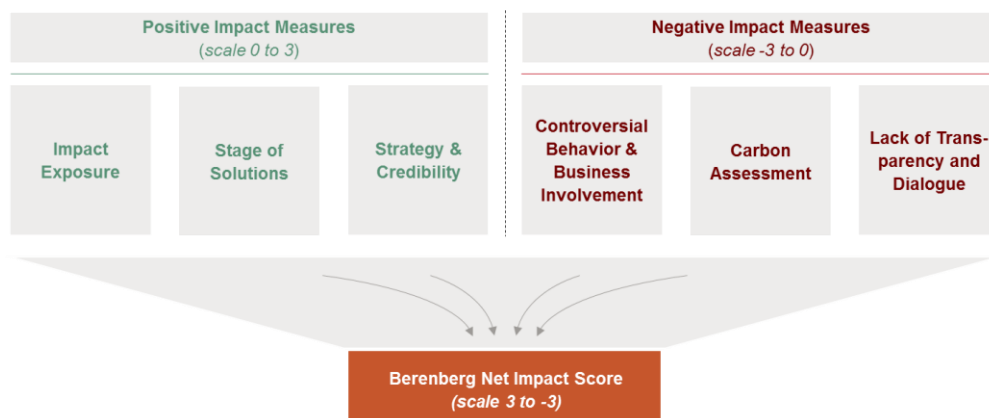 Positive Impact Measures
(scale 0 to 3)
Negative Impact Measures
(scale -3 to 0)
Impact
Exposure
Stage of
Solutions
Strategy &
Credibility
Controversial
Behavior &
Business
Involvement
Carbon
Assessment
Lack of Trans-
parency and
Dialogue
Berenberg Net Impact Score
(scale 3 to -3)